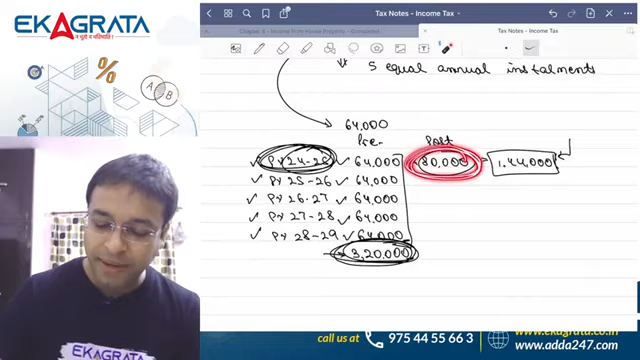 EKAGRATA
Tax Notes - Income Tax
Chapter 5 - Income From House Property - Completed
Tax Notes - Income Tax
%
A
B
5 equal annual instalments
64,000
Pre.
Post
✓ PY 24-25 ✓ 64,000 80,000 1,44,000
✓ PY 25-26 ✓ 64,000
✓ PY 26-27 ✓ 64,000
✓ PY 27-28 ✓ 64,000
✓ PY 28-29 ✓ 64,000
3,20,000
EKAGRATA
call us at 975 44 55 66 3
www.ekagrata.co.in
www.adda247.com